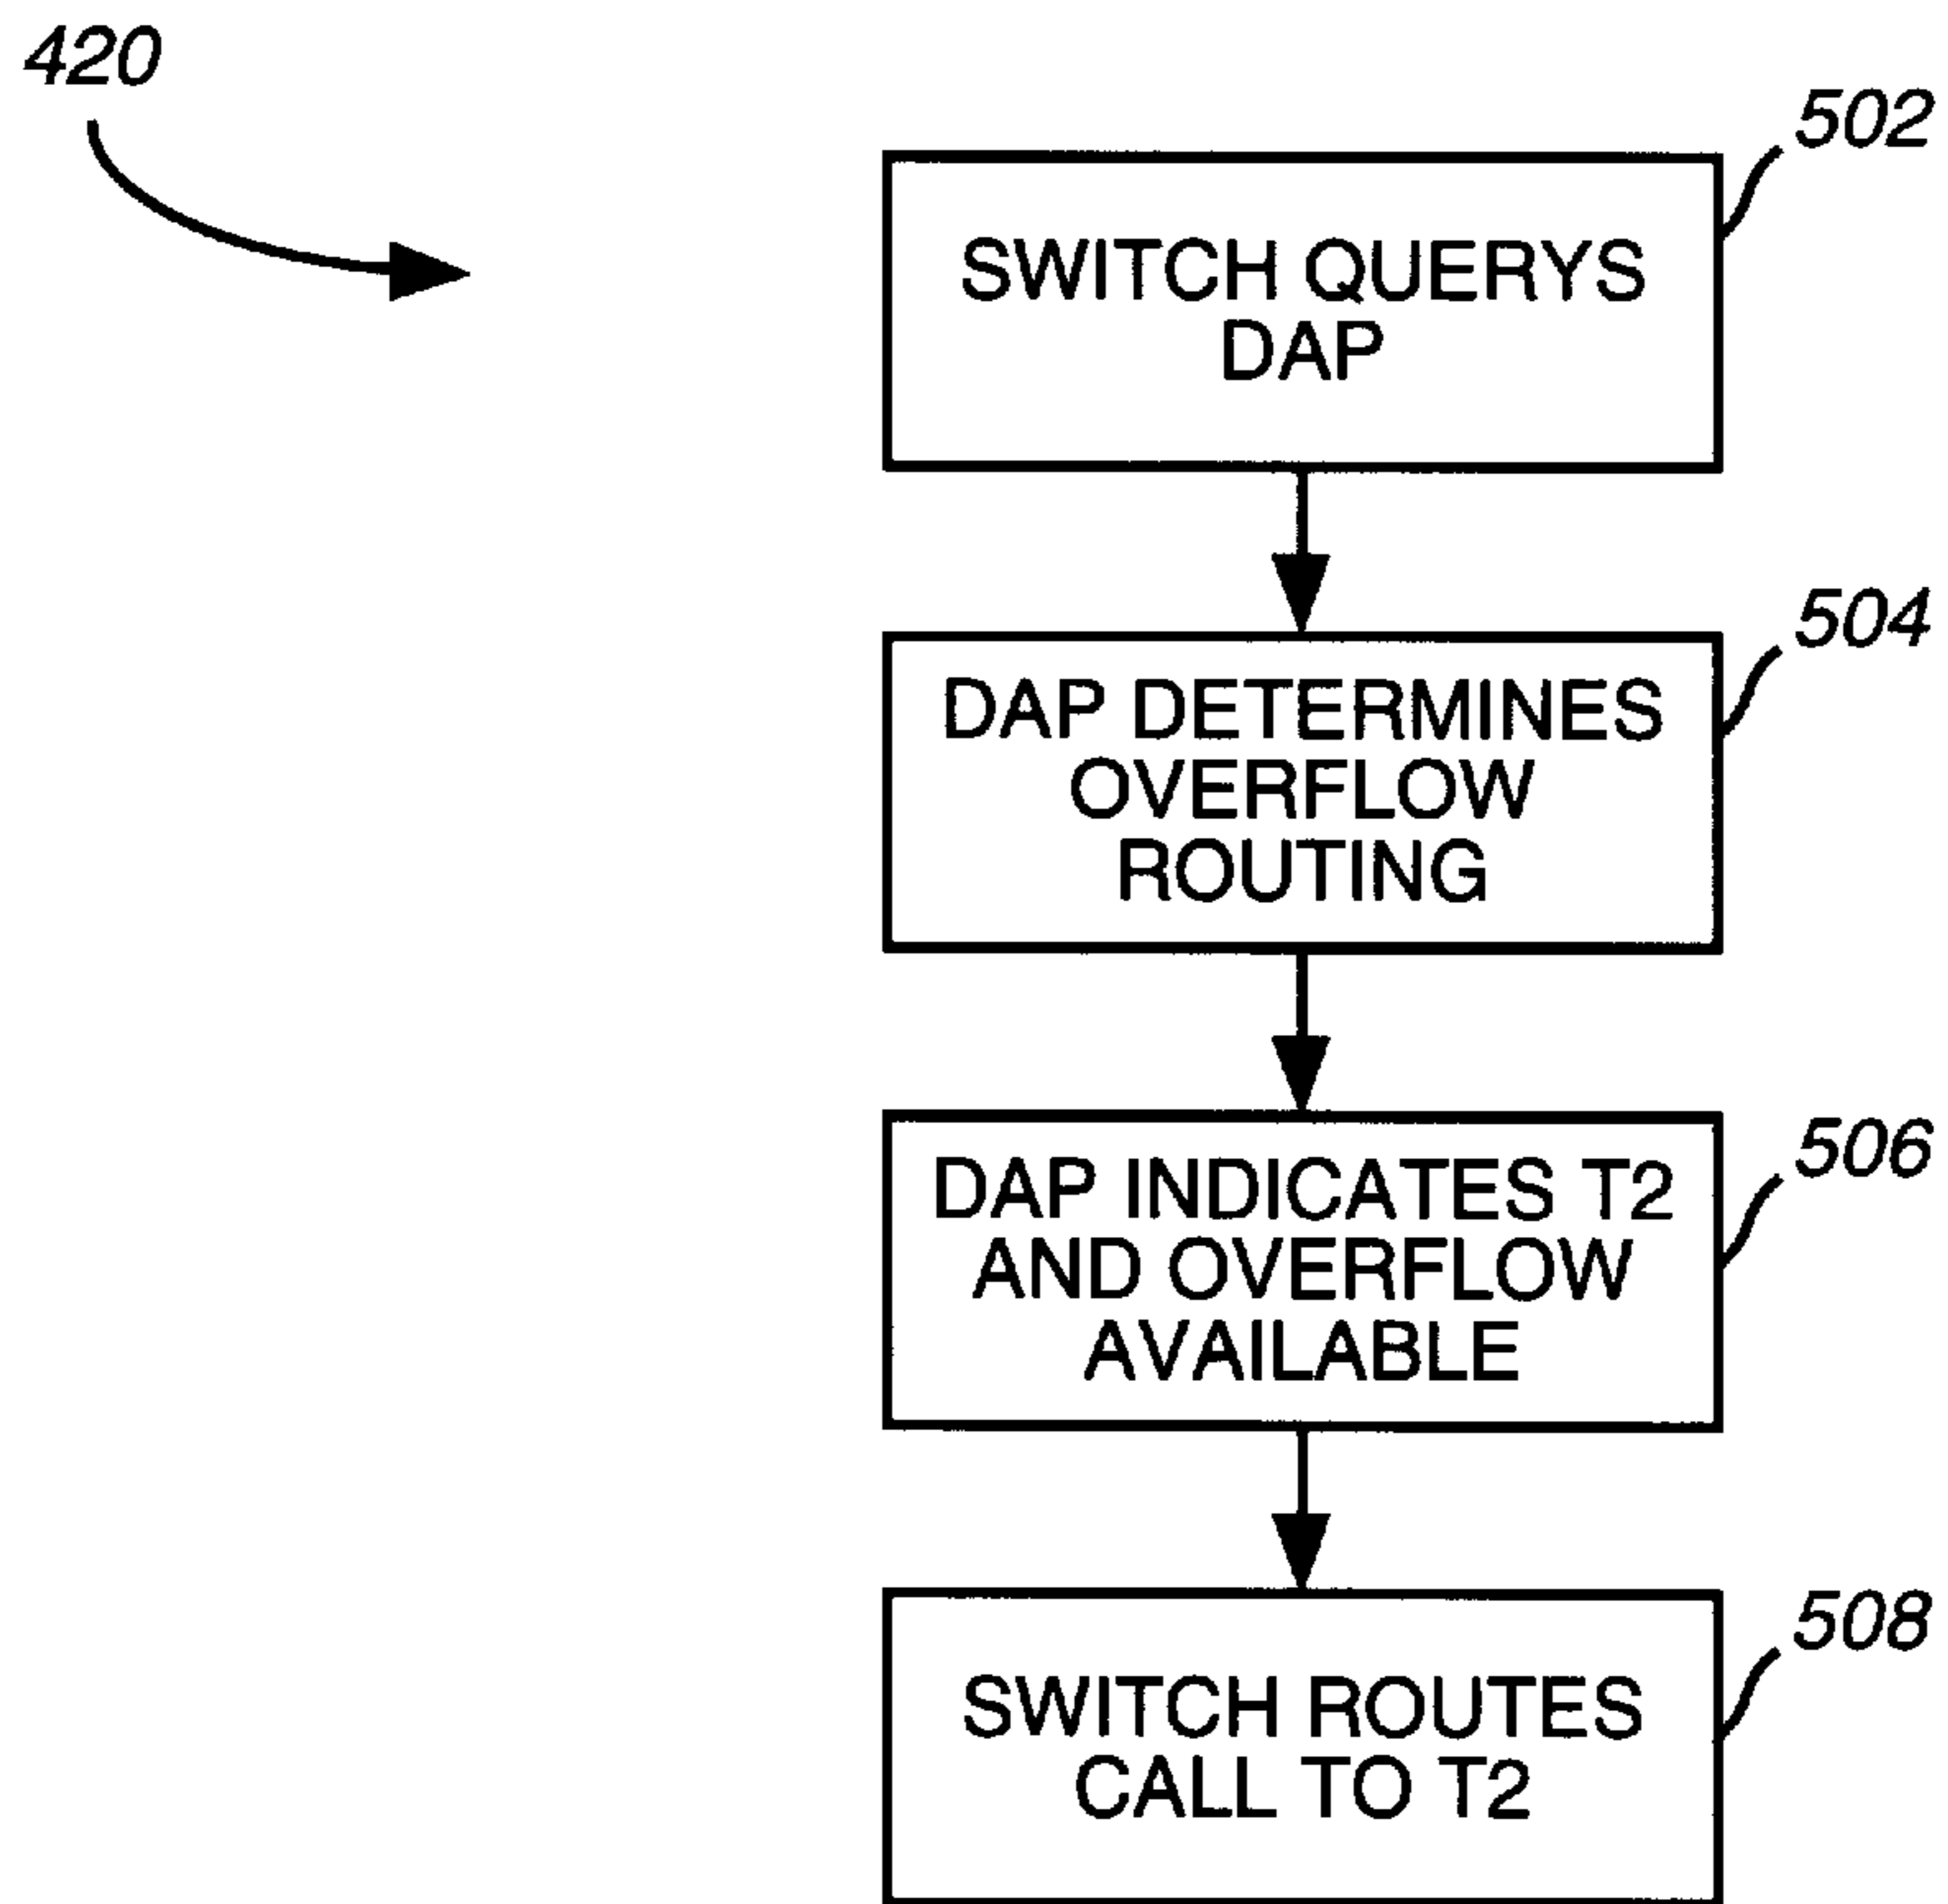 420
502
SWITCH QUERYS
DAP
504
DAP DETERMINES
OVERFLOW
ROUTING
506
DAP INDICATES T2
AND OVERFLOW
AVAILABLE
508
SWITCH ROUTES
CALL TO T2